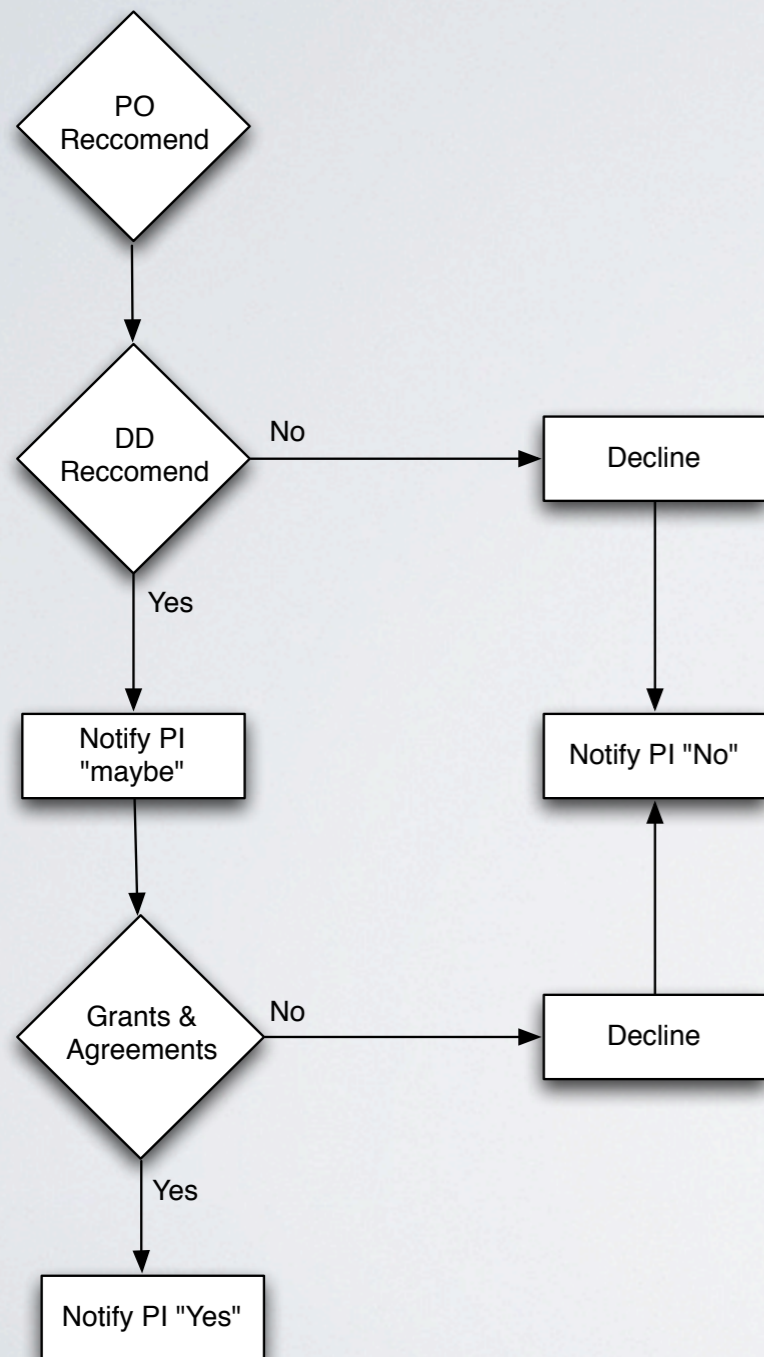 PO
Reccomend
DD
Reccomend
No
Decline
Yes
Notify PI
"maybe"
Notify PI "No"
Grants &
Agreements
No
Decline
Yes
Notify PI "Yes"